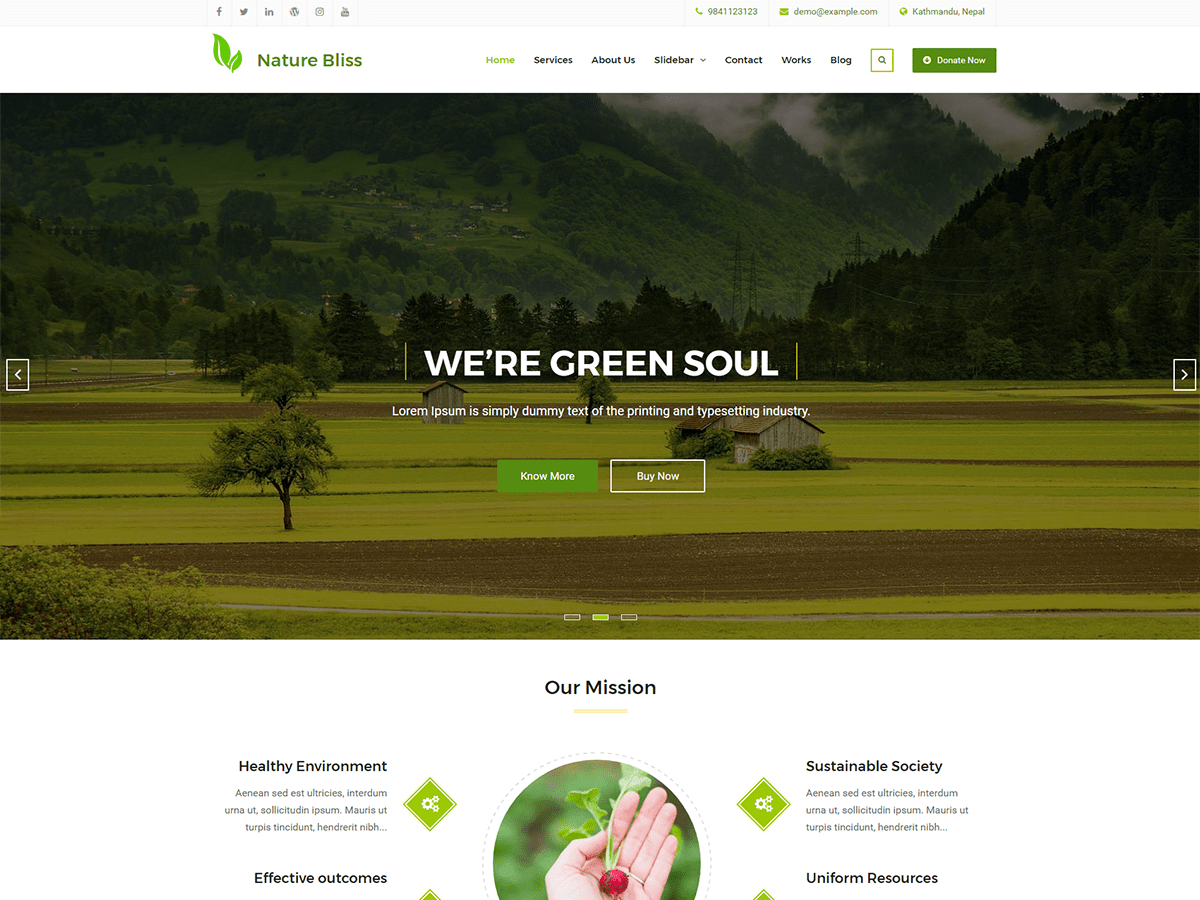 9841123123 demo@example.com Kathmandu, Nepal
Nature Bliss
Home Services About Us Slidebar Contact Works Blog Donate Now
WE’RE GREEN SOUL
Lorem Ipsum is simply dummy text of the printing and typesetting industry.
Know More Buy Now
Our Mission
Healthy Environment
Aenean sed est ultricies, interdum
urna ut, sollicitudin ipsum. Mauris ut
turpis tincidunt, hendrerit nibh...
Sustainable Society
Aenean sed est ultricies, interdum
urna ut, sollicitudin ipsum. Mauris ut
turpis tincidunt, hendrerit nibh...
Effective outcomes
Uniform Resources